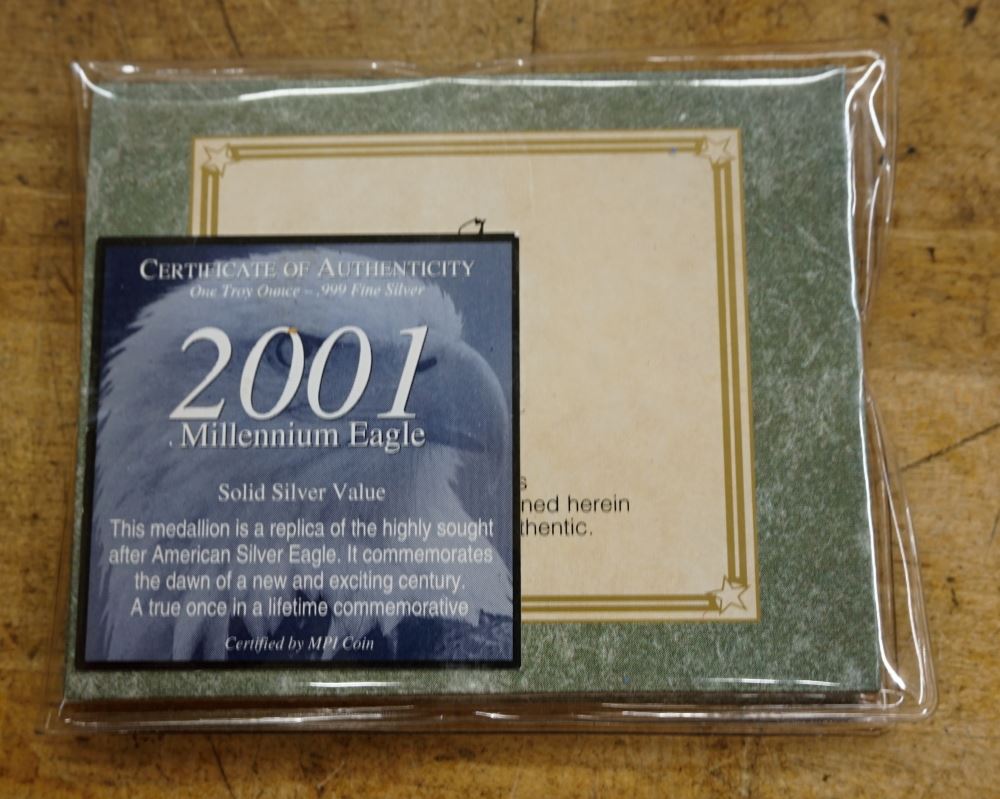 CERTIFICATE OF AUTHENTICITY
One Troy Ounce – .999 Fine Silver
2001
Millennium Eagle
Solid Silver Value
This medallion is a replica of the highly sought
after American Silver Eagle. It commemorates
the dawn of a new and exciting century.
A true once in a lifetime commemorative
Certified by MPI Coin
s
ned herein
thentic.